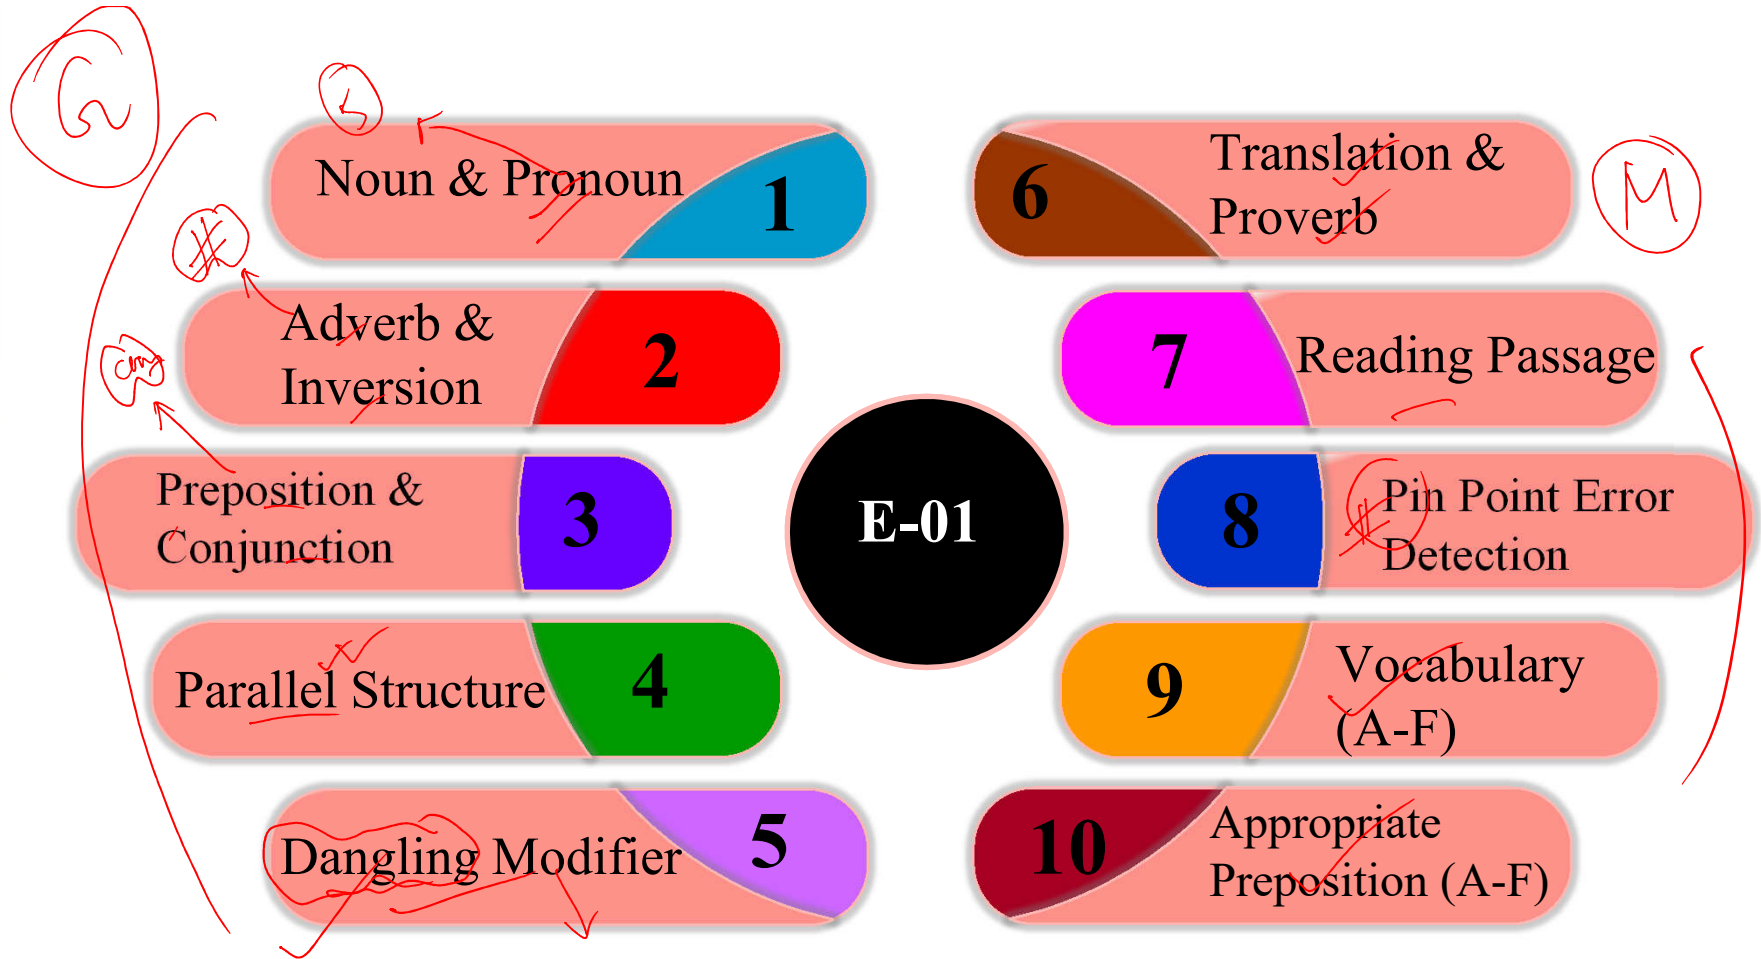 G
S
Noun & Pronoun
1
#
Adverb &
Inversion
2
Preposition &
Conjunction
3
Parallel Structure
4
Dangling Modifier
5
E-01
6
Translation &
Proverb
M
7
Reading Passage
8
#
Pin Point Error
Detection
9
Vocabulary
(A-F)
10
Appropriate
Preposition (A-F)